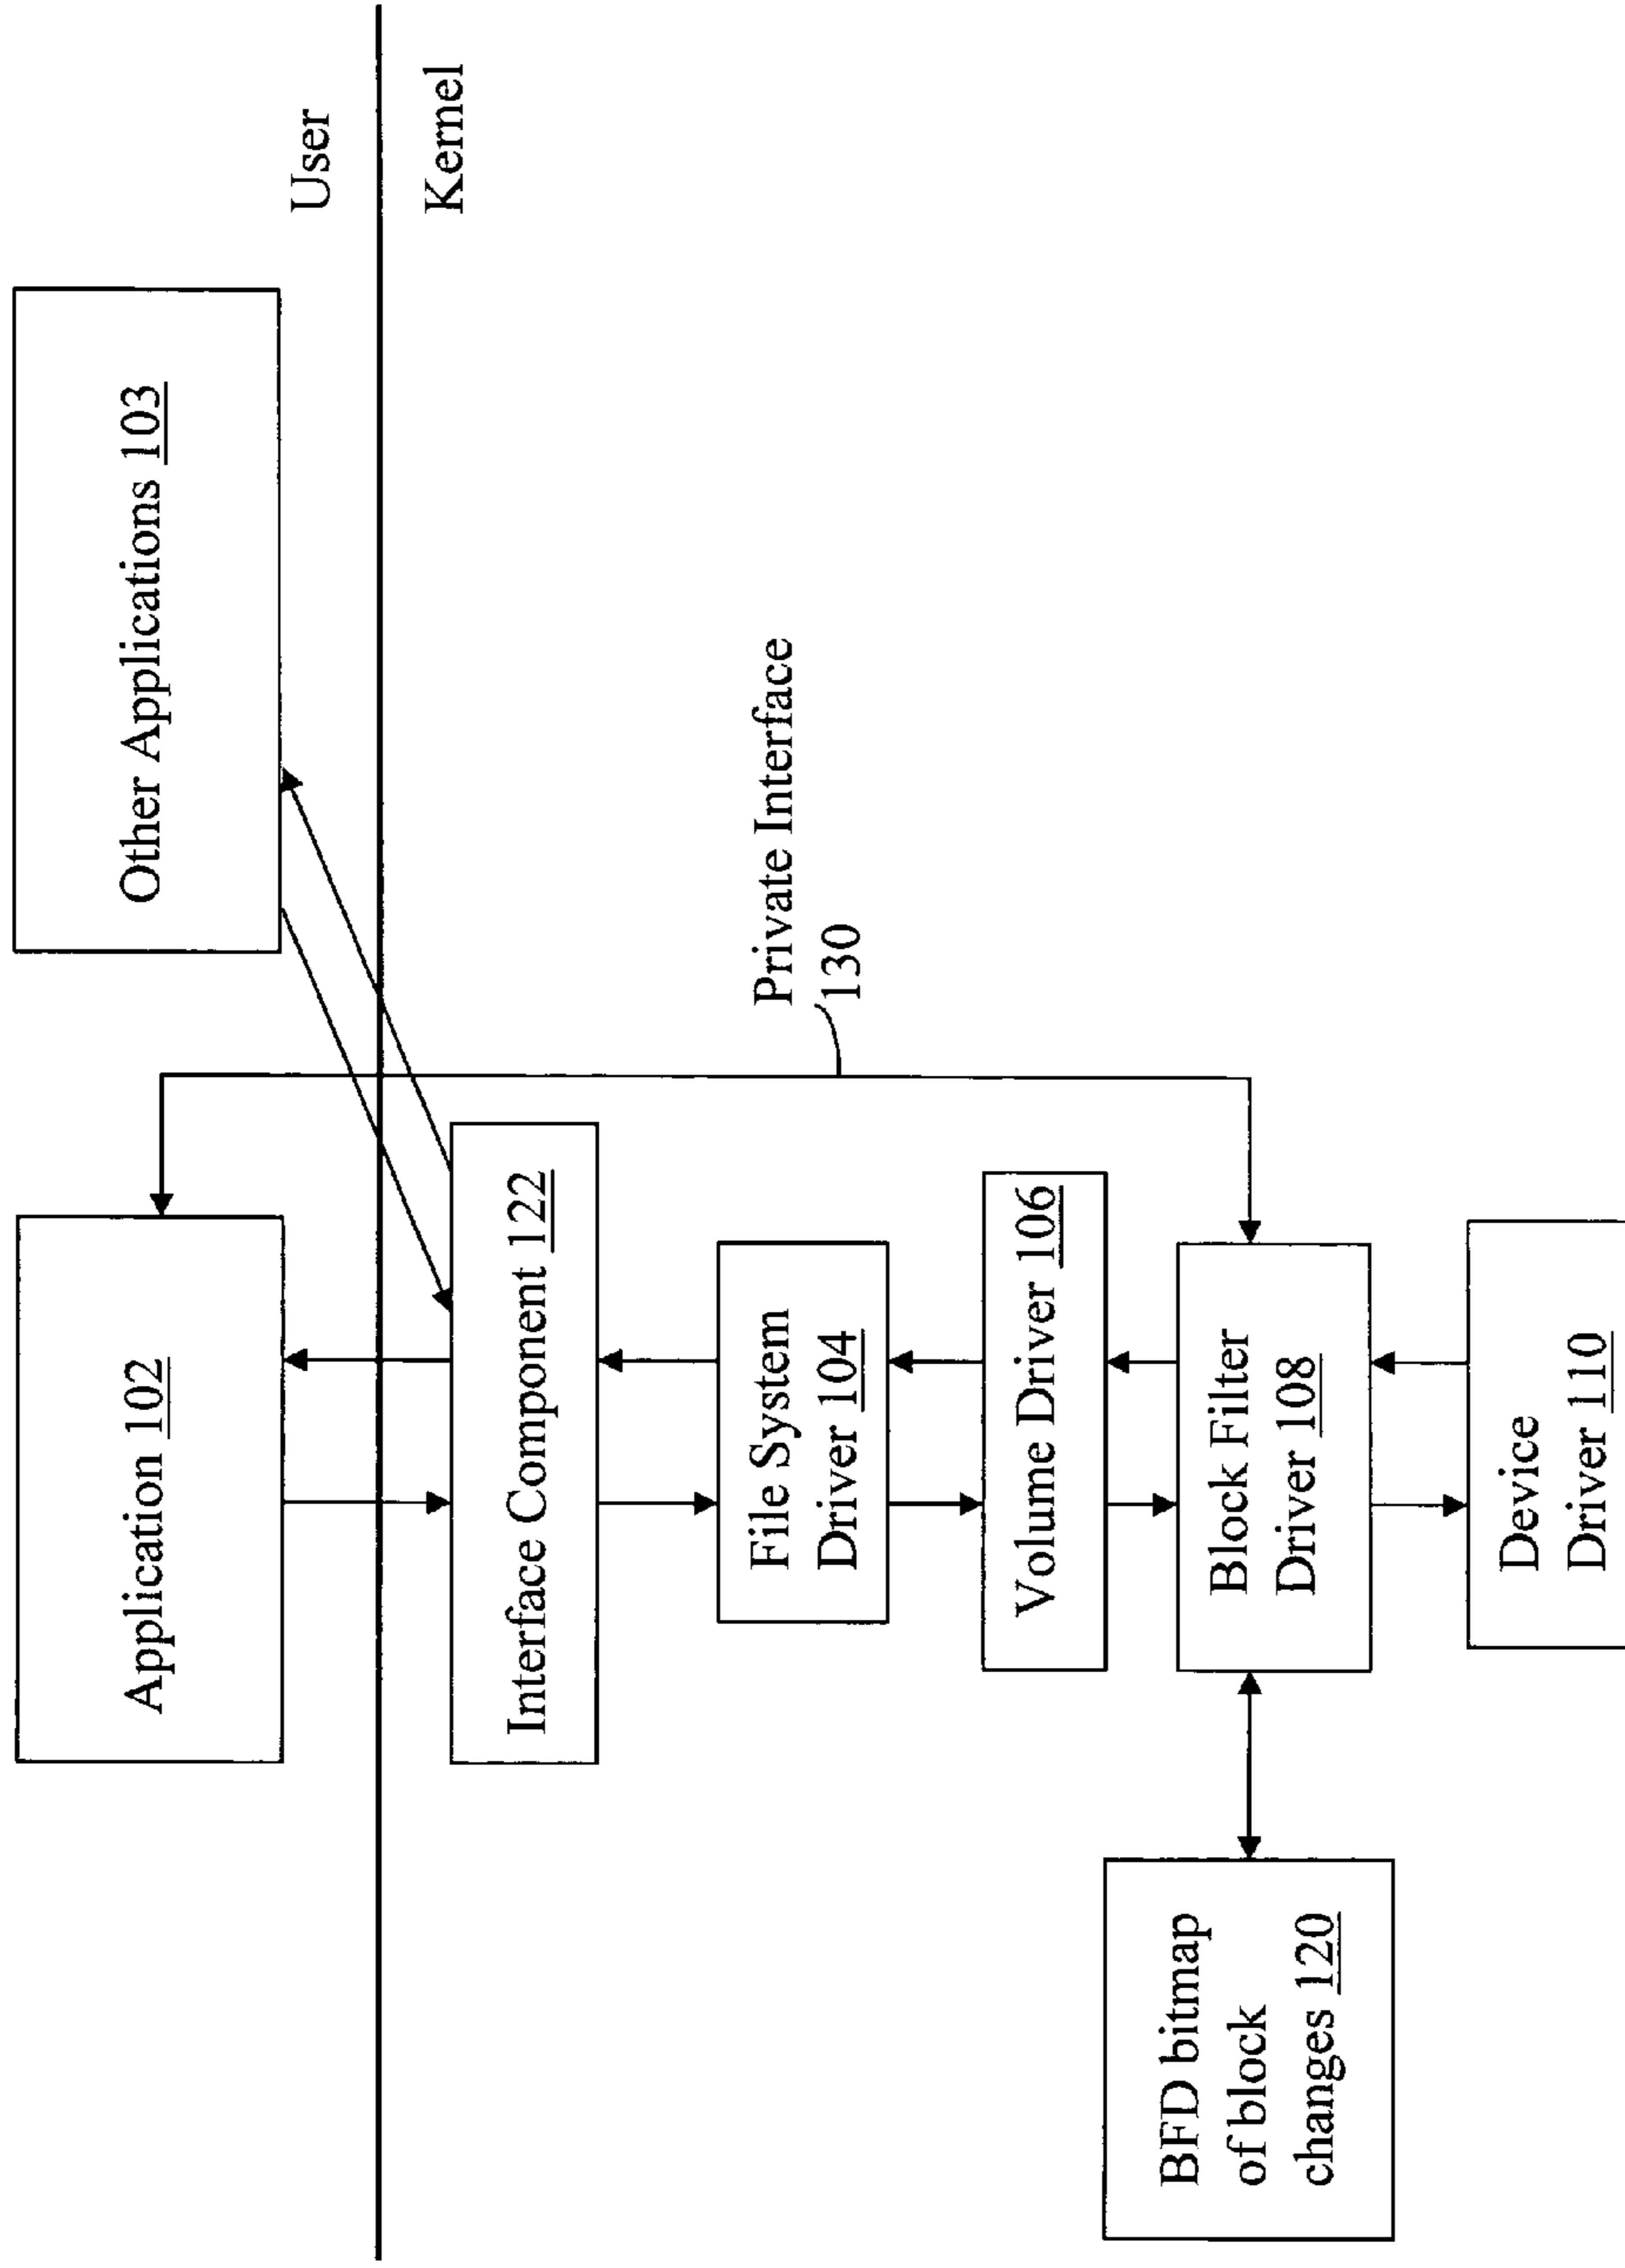 Application 102
Other Applications 103
User
Kernel
Interface Component 122
Private Interface
130
File System
Driver 104
Volume Driver 106
BFD bitmap
of block
changes 120
Block Filter
Driver 108
Device
Driver 110